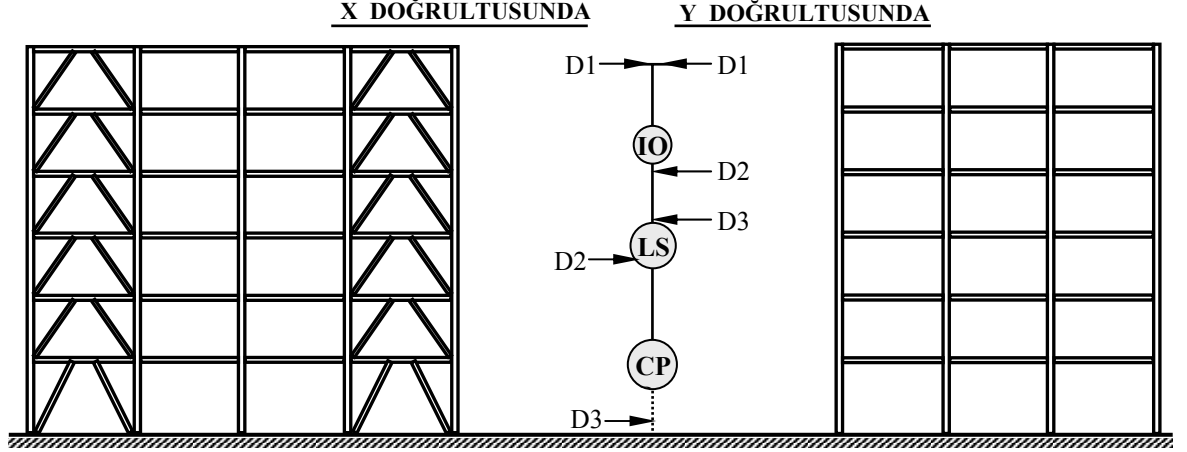 X DOĞRULTUSUNDA Y DOĞRULTUSUNDA
D1 D1
IO
D2
D3
LS
D2
CP
D3